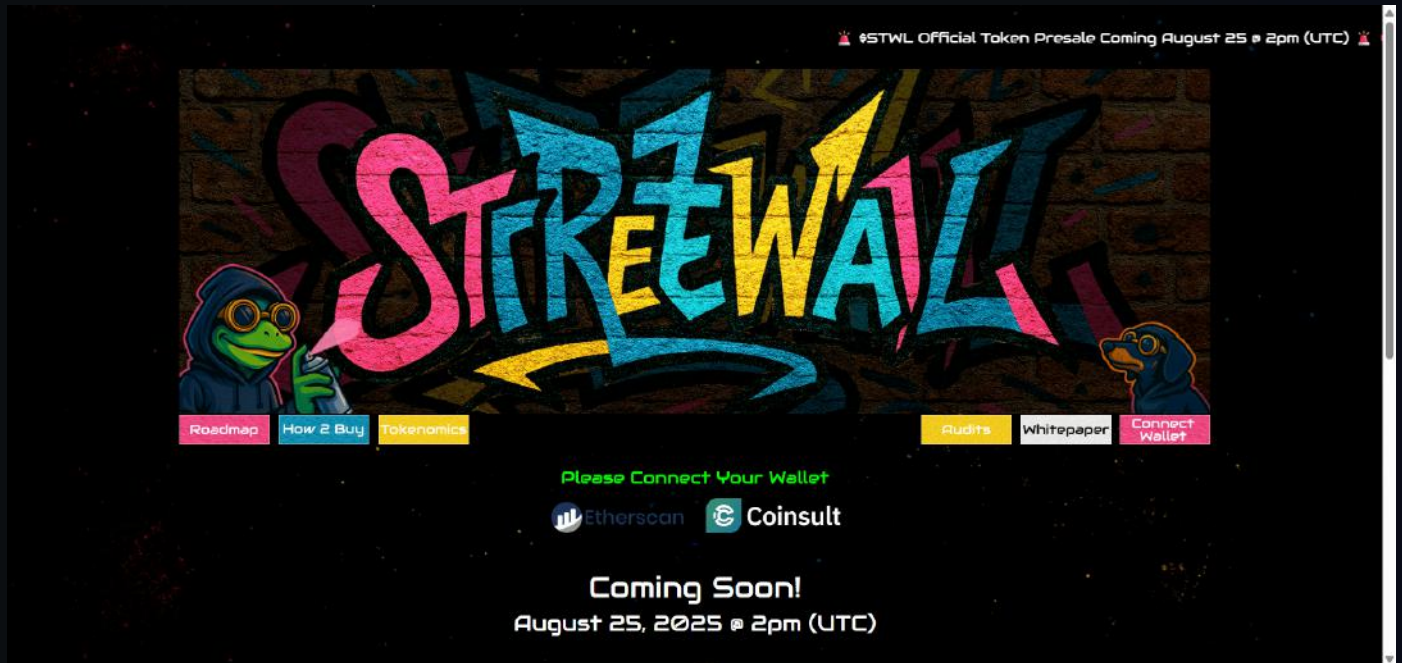 🚨 $STWL Official Token Presale Coming August 25 @ 2pm (UTC) 🚨
STREETWALL
Roadmap
How 2 Buy
Tokenomics
Audits
Whitepaper
Connect
Wallet
Please Connect Your Wallet
Etherscan
Coinsult
Coming Soon!
August 25, 2025 @ 2pm (UTC)